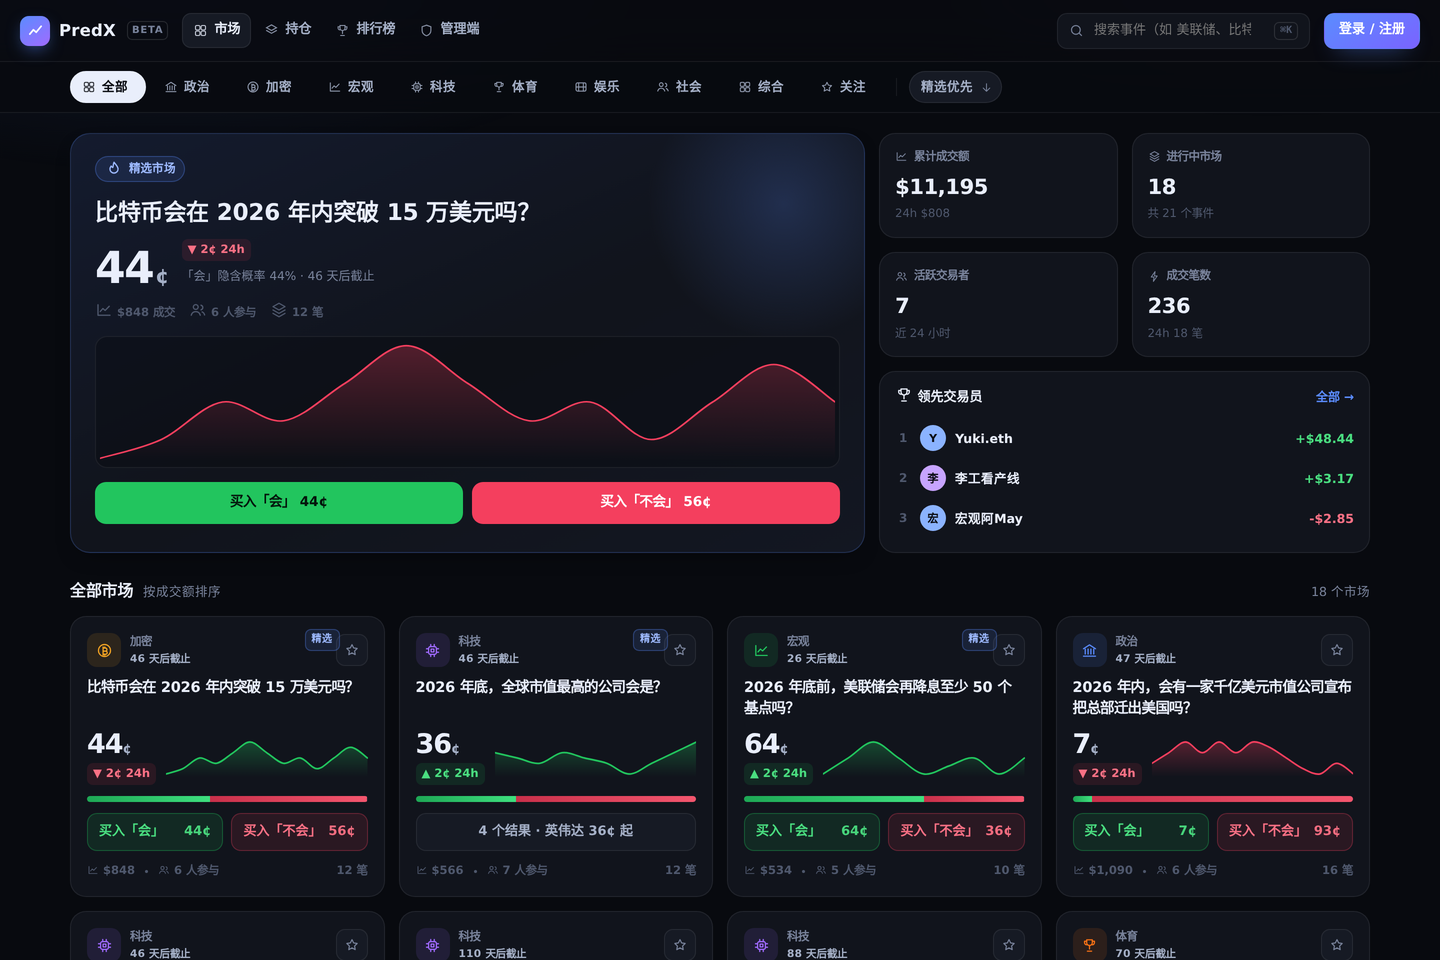 PredX BETA 市场 持仓 排行榜 管理端 搜索事件（如 美联储、比特 ⌘K 登录 / 注册
全部 政治 加密 宏观 科技 体育 娱乐 社会 综合 关注 精选优先 ↓
精选市场
比特币会在 2026 年内突破 15 万美元吗？
44¢
▼ 2¢ 24h
「会」隐含概率 44% · 46 天后截止
$848 成交 6 人参与 12 笔
买入「会」 44¢ 买入「不会」 56¢
累计成交额
$11,195
24h $808
进行中市场
18
共 21 个事件
活跃交易者
7
近 24 小时
成交笔数
236
24h 18 笔
领先交易员 全部 →
1 Y Yuki.eth +$48.44
2 李 李工看产线 +$3.17
3 宏 宏观阿May -$2.85
全部市场 按成交额排序 18 个市场
加密
46 天后截止
精选
比特币会在 2026 年内突破 15 万美元吗？
44¢
▼ 2¢ 24h
买入「会」 44¢ 买入「不会」 56¢
$848 • 6 人参与 12 笔
科技
46 天后截止
精选
2026 年底，全球市值最高的公司会是？
36¢
▲ 2¢ 24h
4 个结果 · 英伟达 36¢ 起
$566 • 7 人参与 12 笔
宏观
26 天后截止
精选
2026 年底前，美联储会再降息至少 50 个
基点吗？
64¢
▲ 2¢ 24h
买入「会」 64¢ 买入「不会」 36¢
$534 • 5 人参与 10 笔
政治
47 天后截止
2026 年内，会有一家千亿美元市值公司宣布
把总部迁出美国吗？
7¢
▼ 2¢ 24h
买入「会」 7¢ 买入「不会」 93¢
$1,090 • 6 人参与 16 笔
科技
46 天后截止
科技
110 天后截止
科技
88 天后截止
体育
70 天后截止